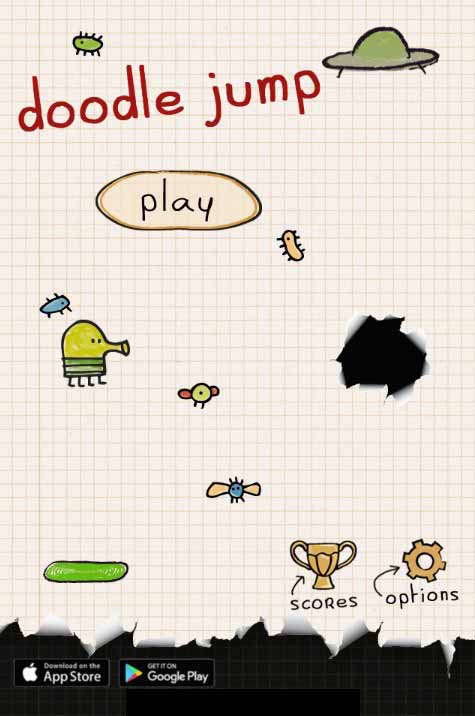 doodle jump
play
scores
options
Download on the
App Store
GET IT ON
Google Play